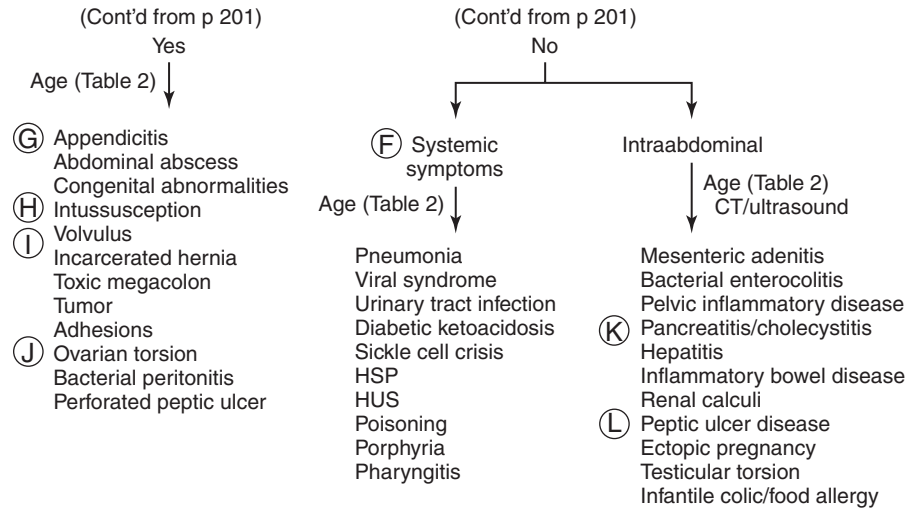 (Cont'd from p 201)
Yes
Age (Table 2)
G Appendicitis
Abdominal abscess
Congenital abnormalities
H Intussusception
I Volvulus
Incarcerated hernia
Toxic megacolon
Tumor
Adhesions
J Ovarian torsion
Bacterial peritonitis
Perforated peptic ulcer
(Cont'd from p 201)
No
F Systemic
symptoms
Age (Table 2)
Pneumonia
Viral syndrome
Urinary tract infection
Diabetic ketoacidosis
Sickle cell crisis
HSP
HUS
Poisoning
Porphyria
Pharyngitis
Intraabdominal
Age (Table 2)
CT/ultrasound
Mesenteric adenitis
Bacterial enterocolitis
Pelvic inflammatory disease
K Pancreatitis/cholecystitis
Hepatitis
Inflammatory bowel disease
Renal calculi
L Peptic ulcer disease
Ectopic pregnancy
Testicular torsion
Infantile colic/food allergy